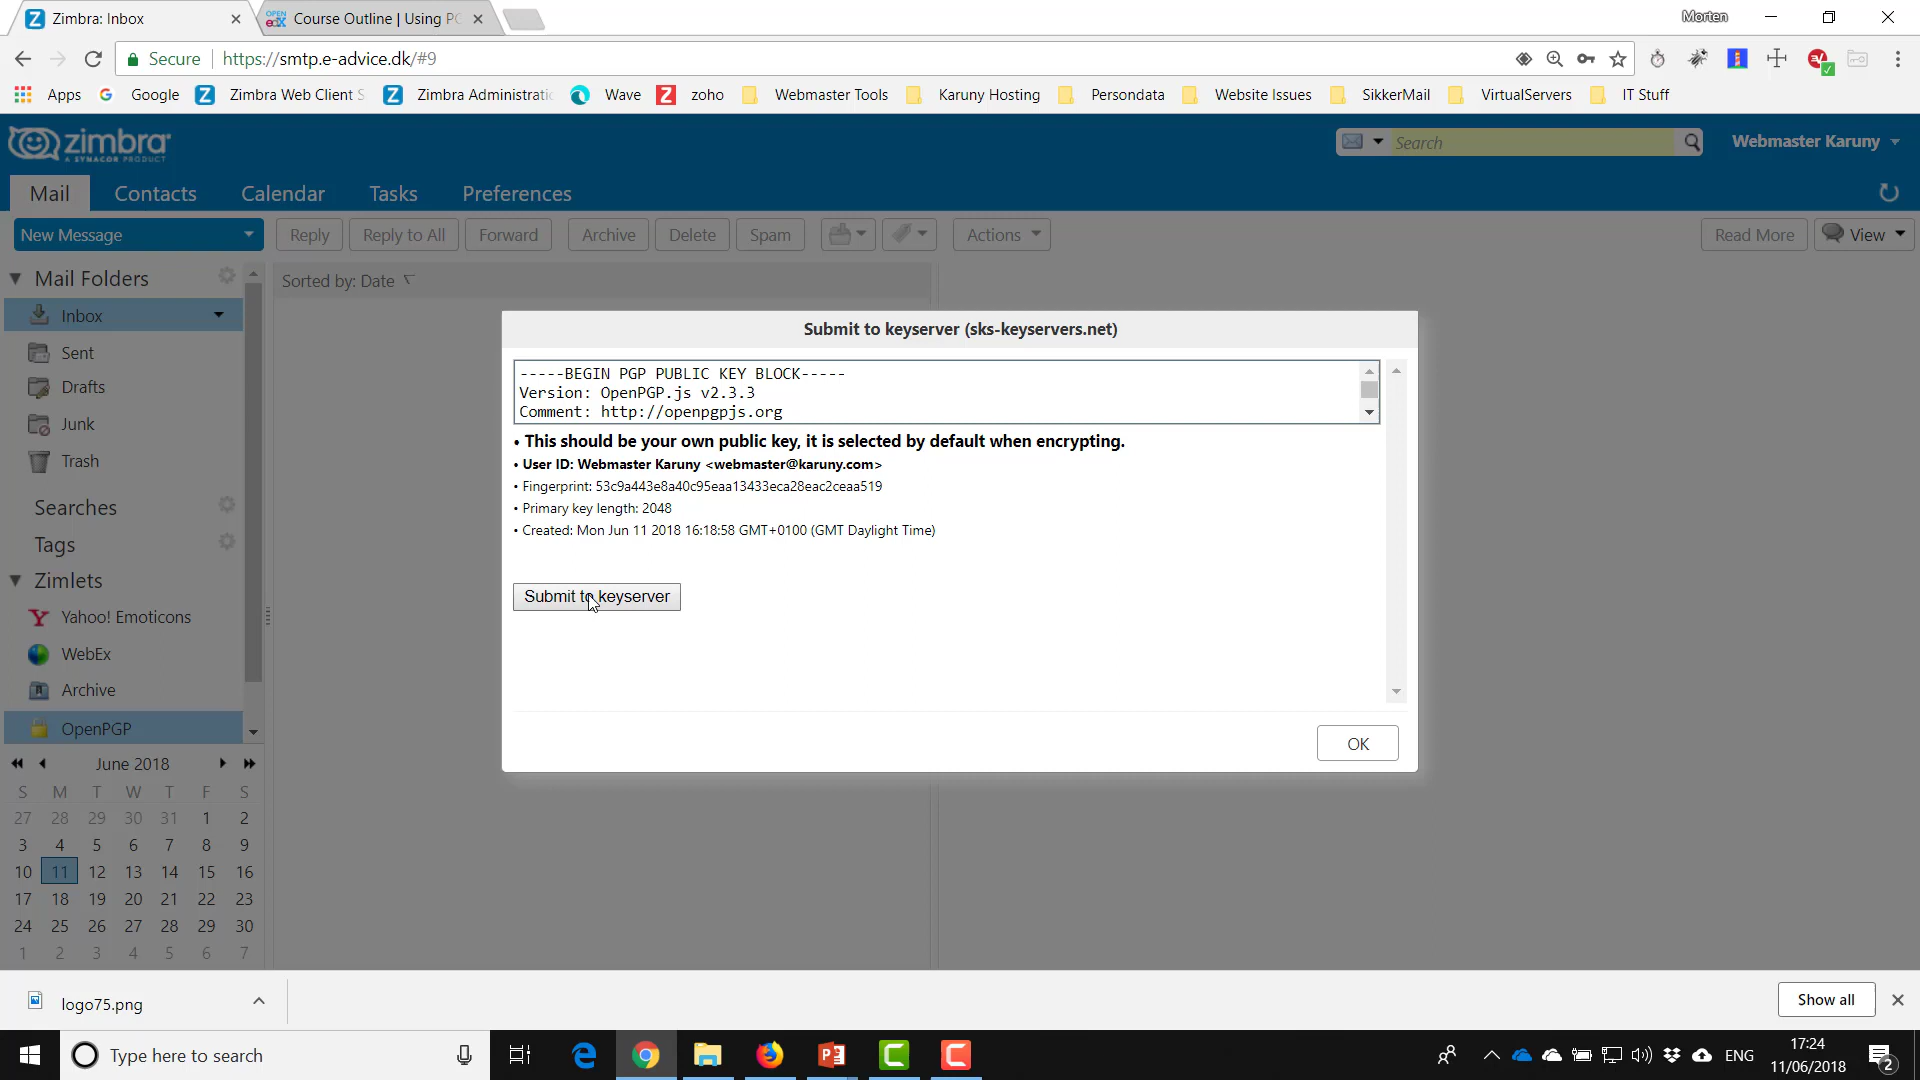 Zimbra: Inbox
Course Outline | Using PG
Morten
Secure
https://smtp.e-advice.dk/#9
Apps
Google
Zimbra Web Client S
Zimbra Administratio
Wave
zoho
Webmaster Tools
Karuny Hosting
Persondata
Website Issues
SikkerMail
VirtualServers
IT Stuff
zimbra
A SYNACOR PRODUCT
Search
Webmaster Karuny
Mail
Contacts
Calendar
Tasks
Preferences
New Message
Reply
Reply to All
Forward
Archive
Delete
Spam
Actions
Read More
View
Mail Folders
Inbox
Sent
Drafts
Junk
Trash
Searches
Tags
Zimlets
Yahoo! Emoticons
WebEx
Archive
OpenPGP
Sorted by: Date
Submit to keyserver (sks-keyservers.net)
-----BEGIN PGP PUBLIC KEY BLOCK-----
Version: OpenPGP.js v2.3.3
Comment: http://openpgpjs.org
• This should be your own public key, it is selected by default when encrypting.
• User ID: Webmaster Karuny <webmaster@karuny.com>
• Fingerprint: 53c9a443e8a40c95eaa13433eca28eac2ceaa519
• Primary key length: 2048
• Created: Mon Jun 11 2018 16:18:58 GMT+0100 (GMT Daylight Time)
Submit to keyserver
OK
June 2018
S M T W T F S
27 28 29 30 31 1 2
3 4 5 6 7 8 9
10 11 12 13 14 15 16
17 18 19 20 21 22 23
24 25 26 27 28 29 30
1 2 3 4 5 6 7
logo75.png
Show all
Type here to search
ENG
17:24
11/06/2018
2